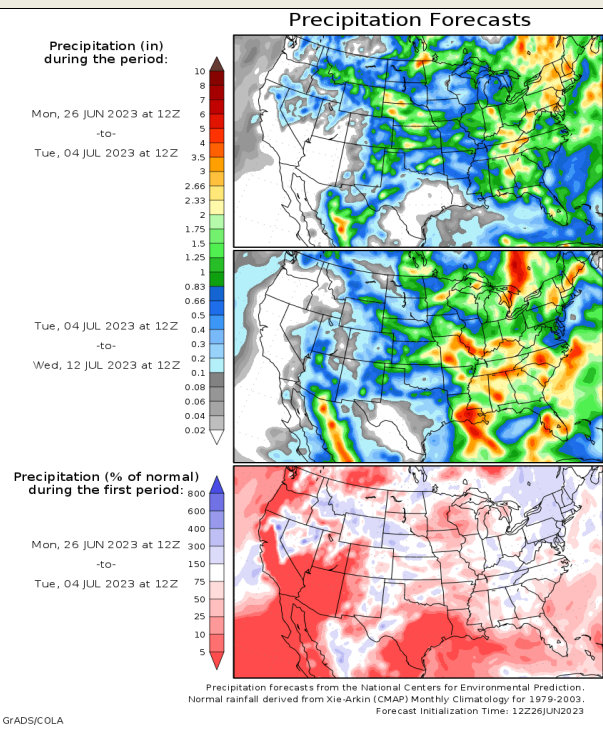 Precipitation Forecasts
Precipitation (in)
during the period:
Mon, 26 JUN 2023 at 12Z
-to-
Tue, 04 JUL 2023 at 12Z
10
8
7
6
5
4
3.5
3
2.66
2.33
2
1.75
1.5
1.25
1
0.83
0.66
0.5
0.4
0.3
0.2
0.1
0.08
0.06
0.04
0.02
Tue, 04 JUL 2023 at 12Z
-to-
Wed, 12 JUL 2023 at 12Z
Precipitation (% of normal)
during the first period:
Mon, 26 JUN 2023 at 12Z
-to-
Tue, 04 JUL 2023 at 12Z
800
600
400
300
150
75
50
25
10
5
Precipitation forecasts from the National Centers for Environmental Prediction.
Normal rainfall derived from Xie-Arkin (CMAP) Monthly Climatology for 1979-2003.
Forecast Initialization Time: 12Z26JUN2023
GrADS/COLA